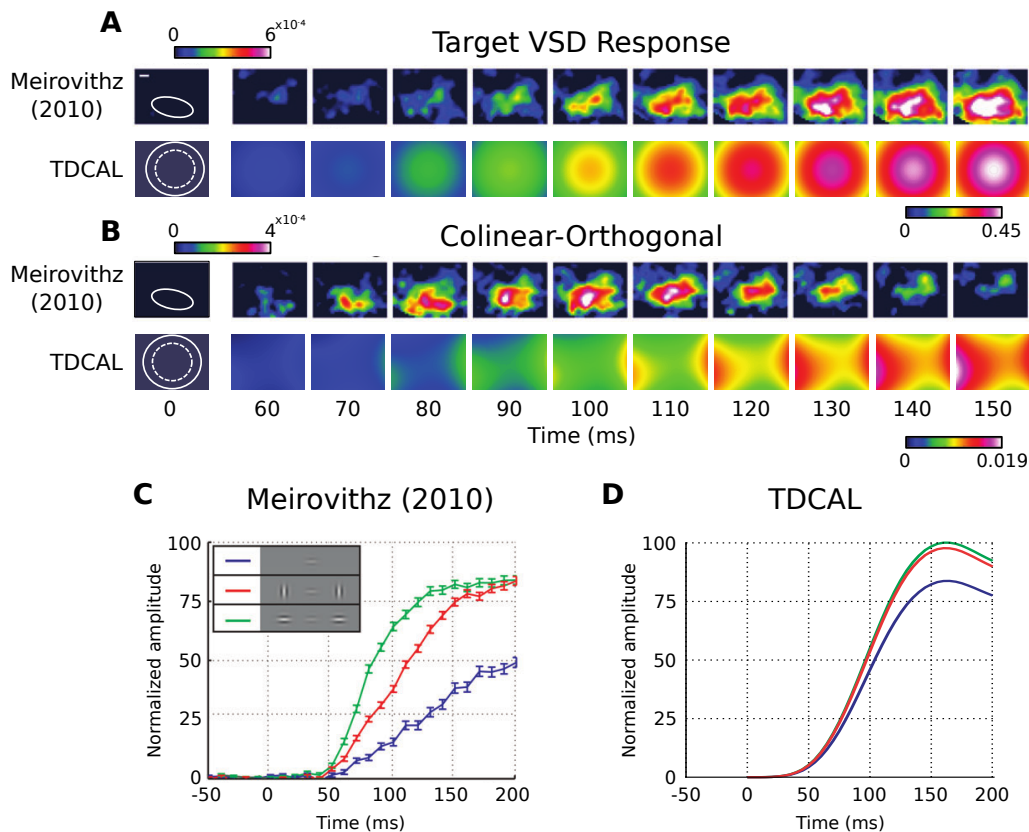 A
0
6
x10-4
Target VSD Response
Meirovithz
(2010)
TDCAL
0
0.45
B
0
4
x10-4
Colinear-Orthogonal
Meirovithz
(2010)
TDCAL
0 60 70 80 90 100 110 120 130 140 150
Time (ms)
0
0.019
C
Meirovithz (2010)
100
75
50
25
0
Normalized amplitude
-50 0 50 100 150 200
Time (ms)
D
TDCAL
100
75
50
25
0
Normalized amplitude
-50 0 50 100 150 200
Time (ms)